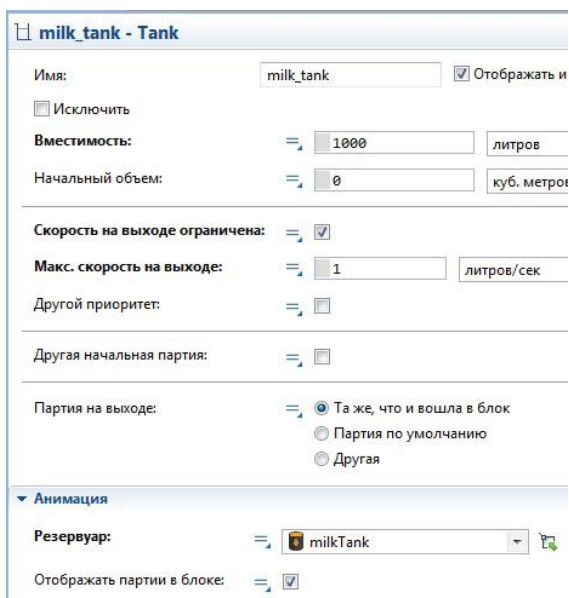 milk_tank - Tank
Имя: milk_tank Отображать и
Исключить
Вместимость: 1000 литров
Начальный объем: 0 куб. метров
Скорость на выходе ограничена:
Макс. скорость на выходе: 1 литров/сек
Другой приоритет:
Другая начальная партия:
Партия на выходе: Та же, что и вошла в блок
Партия по умолчанию
Другая
Анимация
Резервуар: milkTank
Отображать партии в блоке: